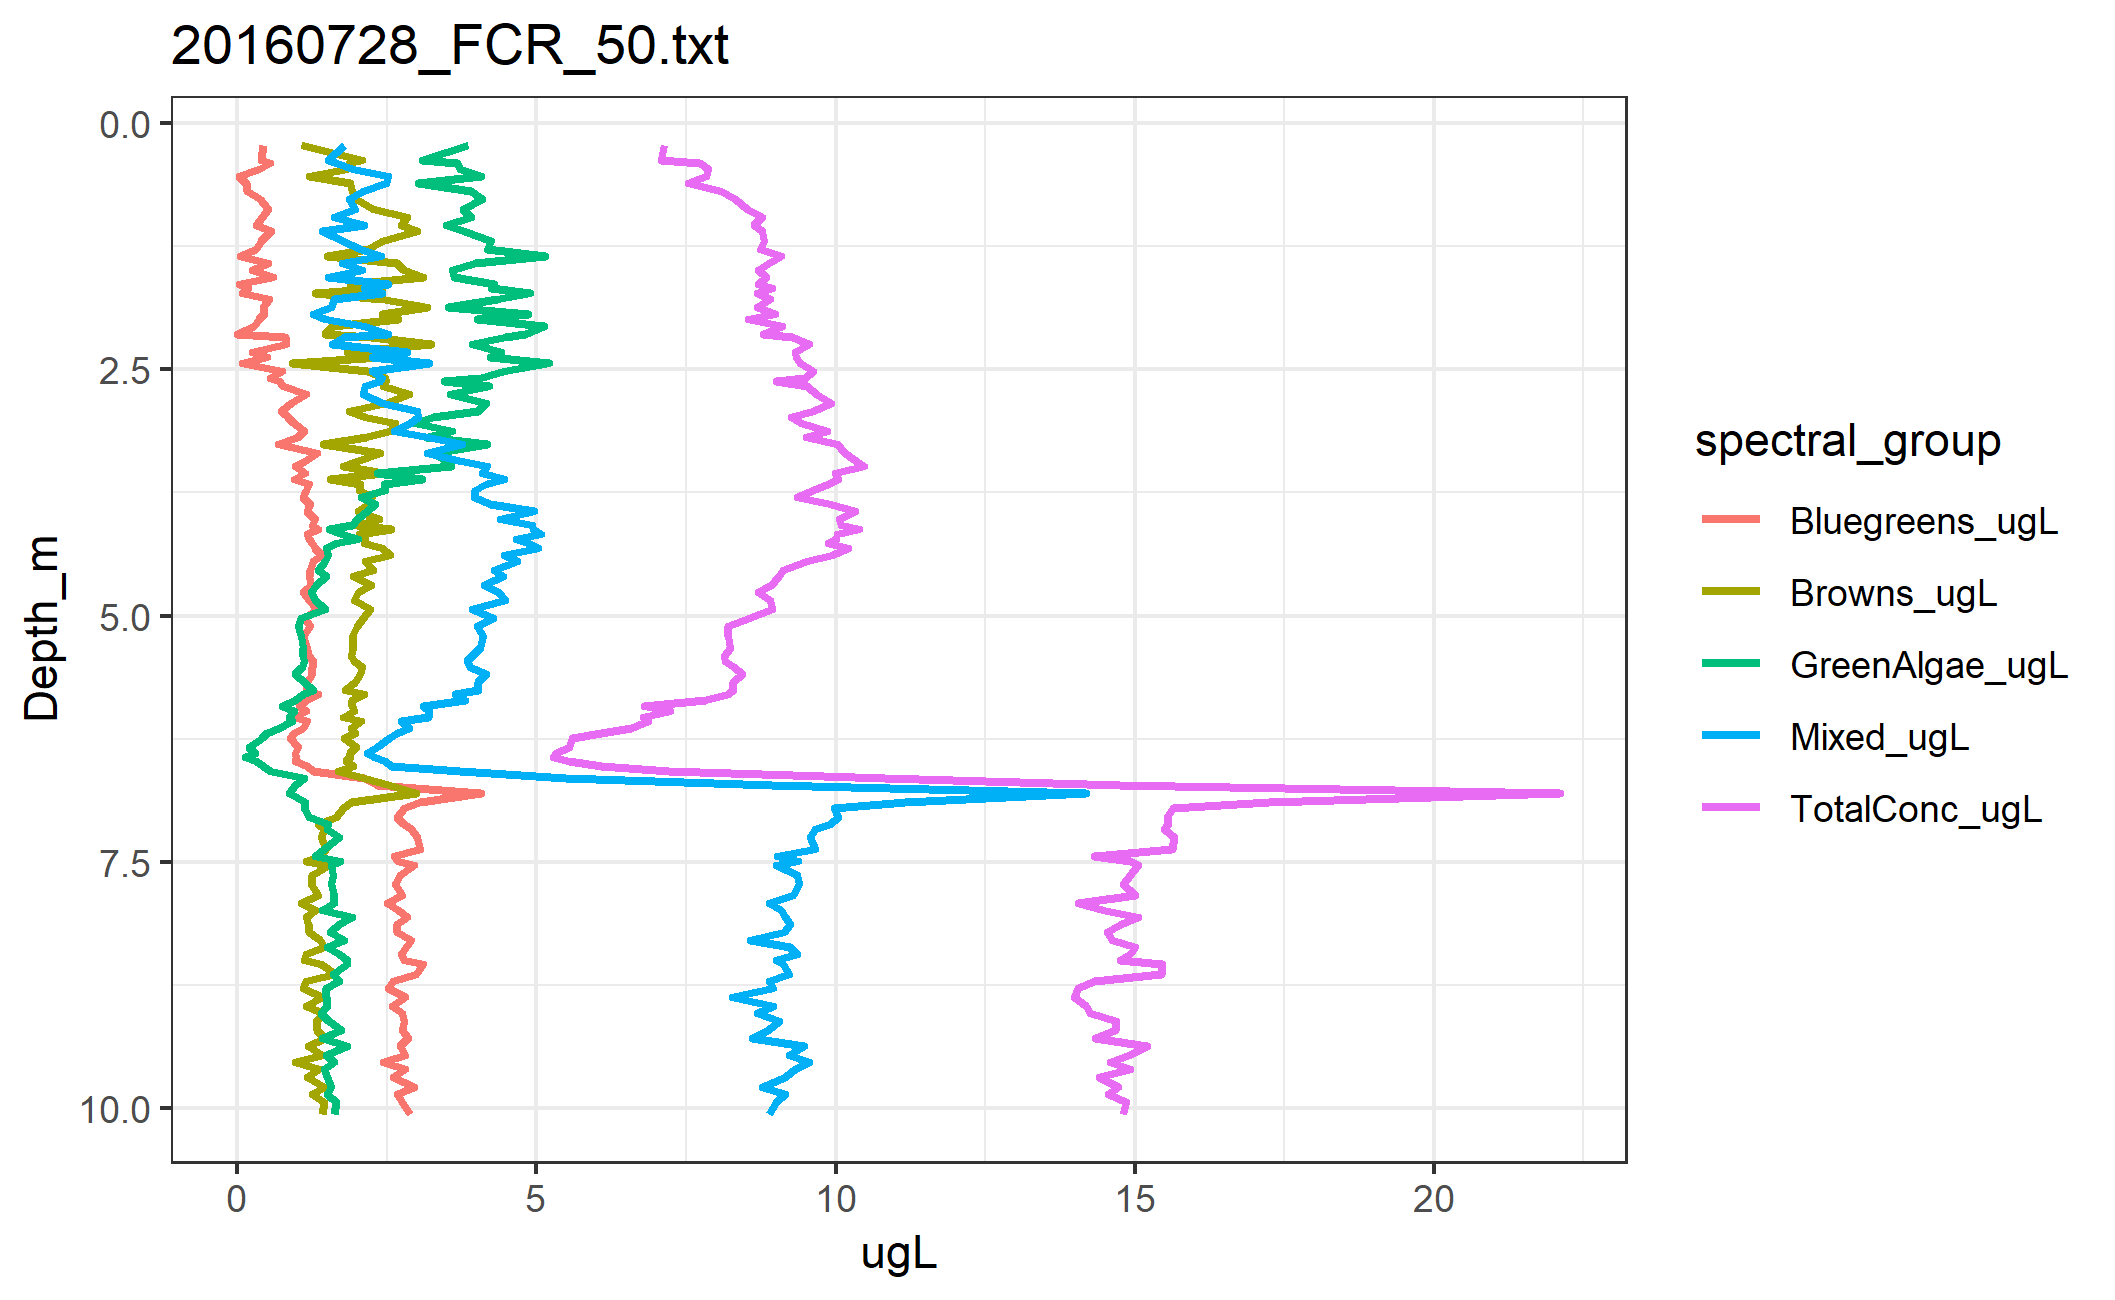 20160728_FCR_50.txt
0.0
2.5
5.0
7.5
10.0
Depth_m
0 5 10 15 20
ugL
spectral_group
Bluegreens_ugL
Browns_ugL
GreenAlgae_ugL
Mixed_ugL
TotalConc_ugL